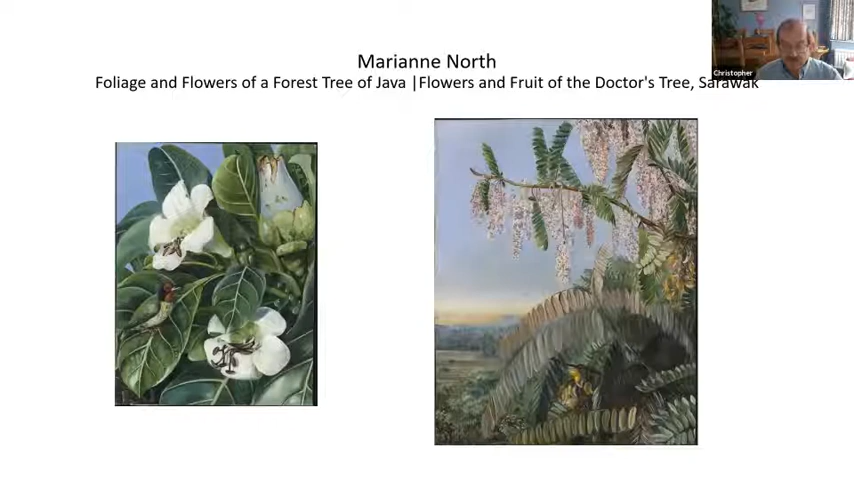 Marianne North
Foliage and Flowers of a Forest Tree of Java |Flowers and Fruit of the Doctor's Tree, Sarawak
Christopher